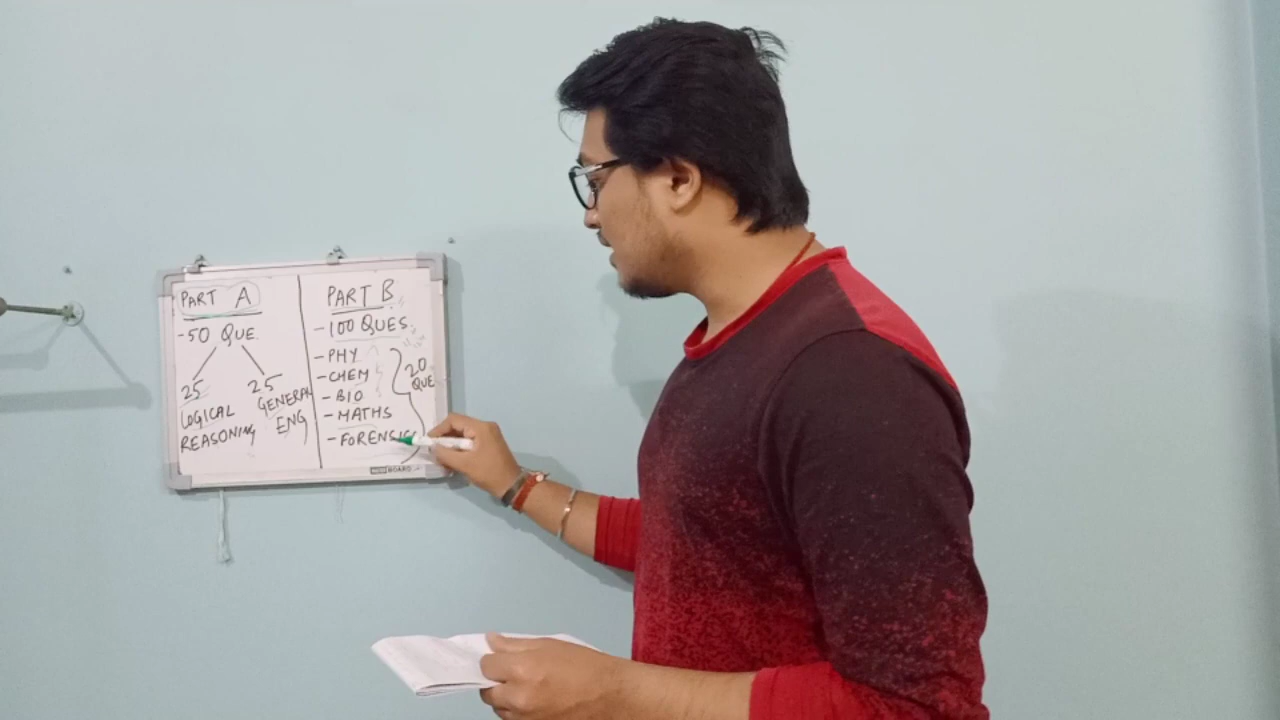 PART A
-50 QUE.
25
LOGICAL
REASONING
25
GENERAL
ENG
PART B
-100 QUES.
-PHY
-CHEM
-BIO
-MATHS
-FORENSIC
20
QUE